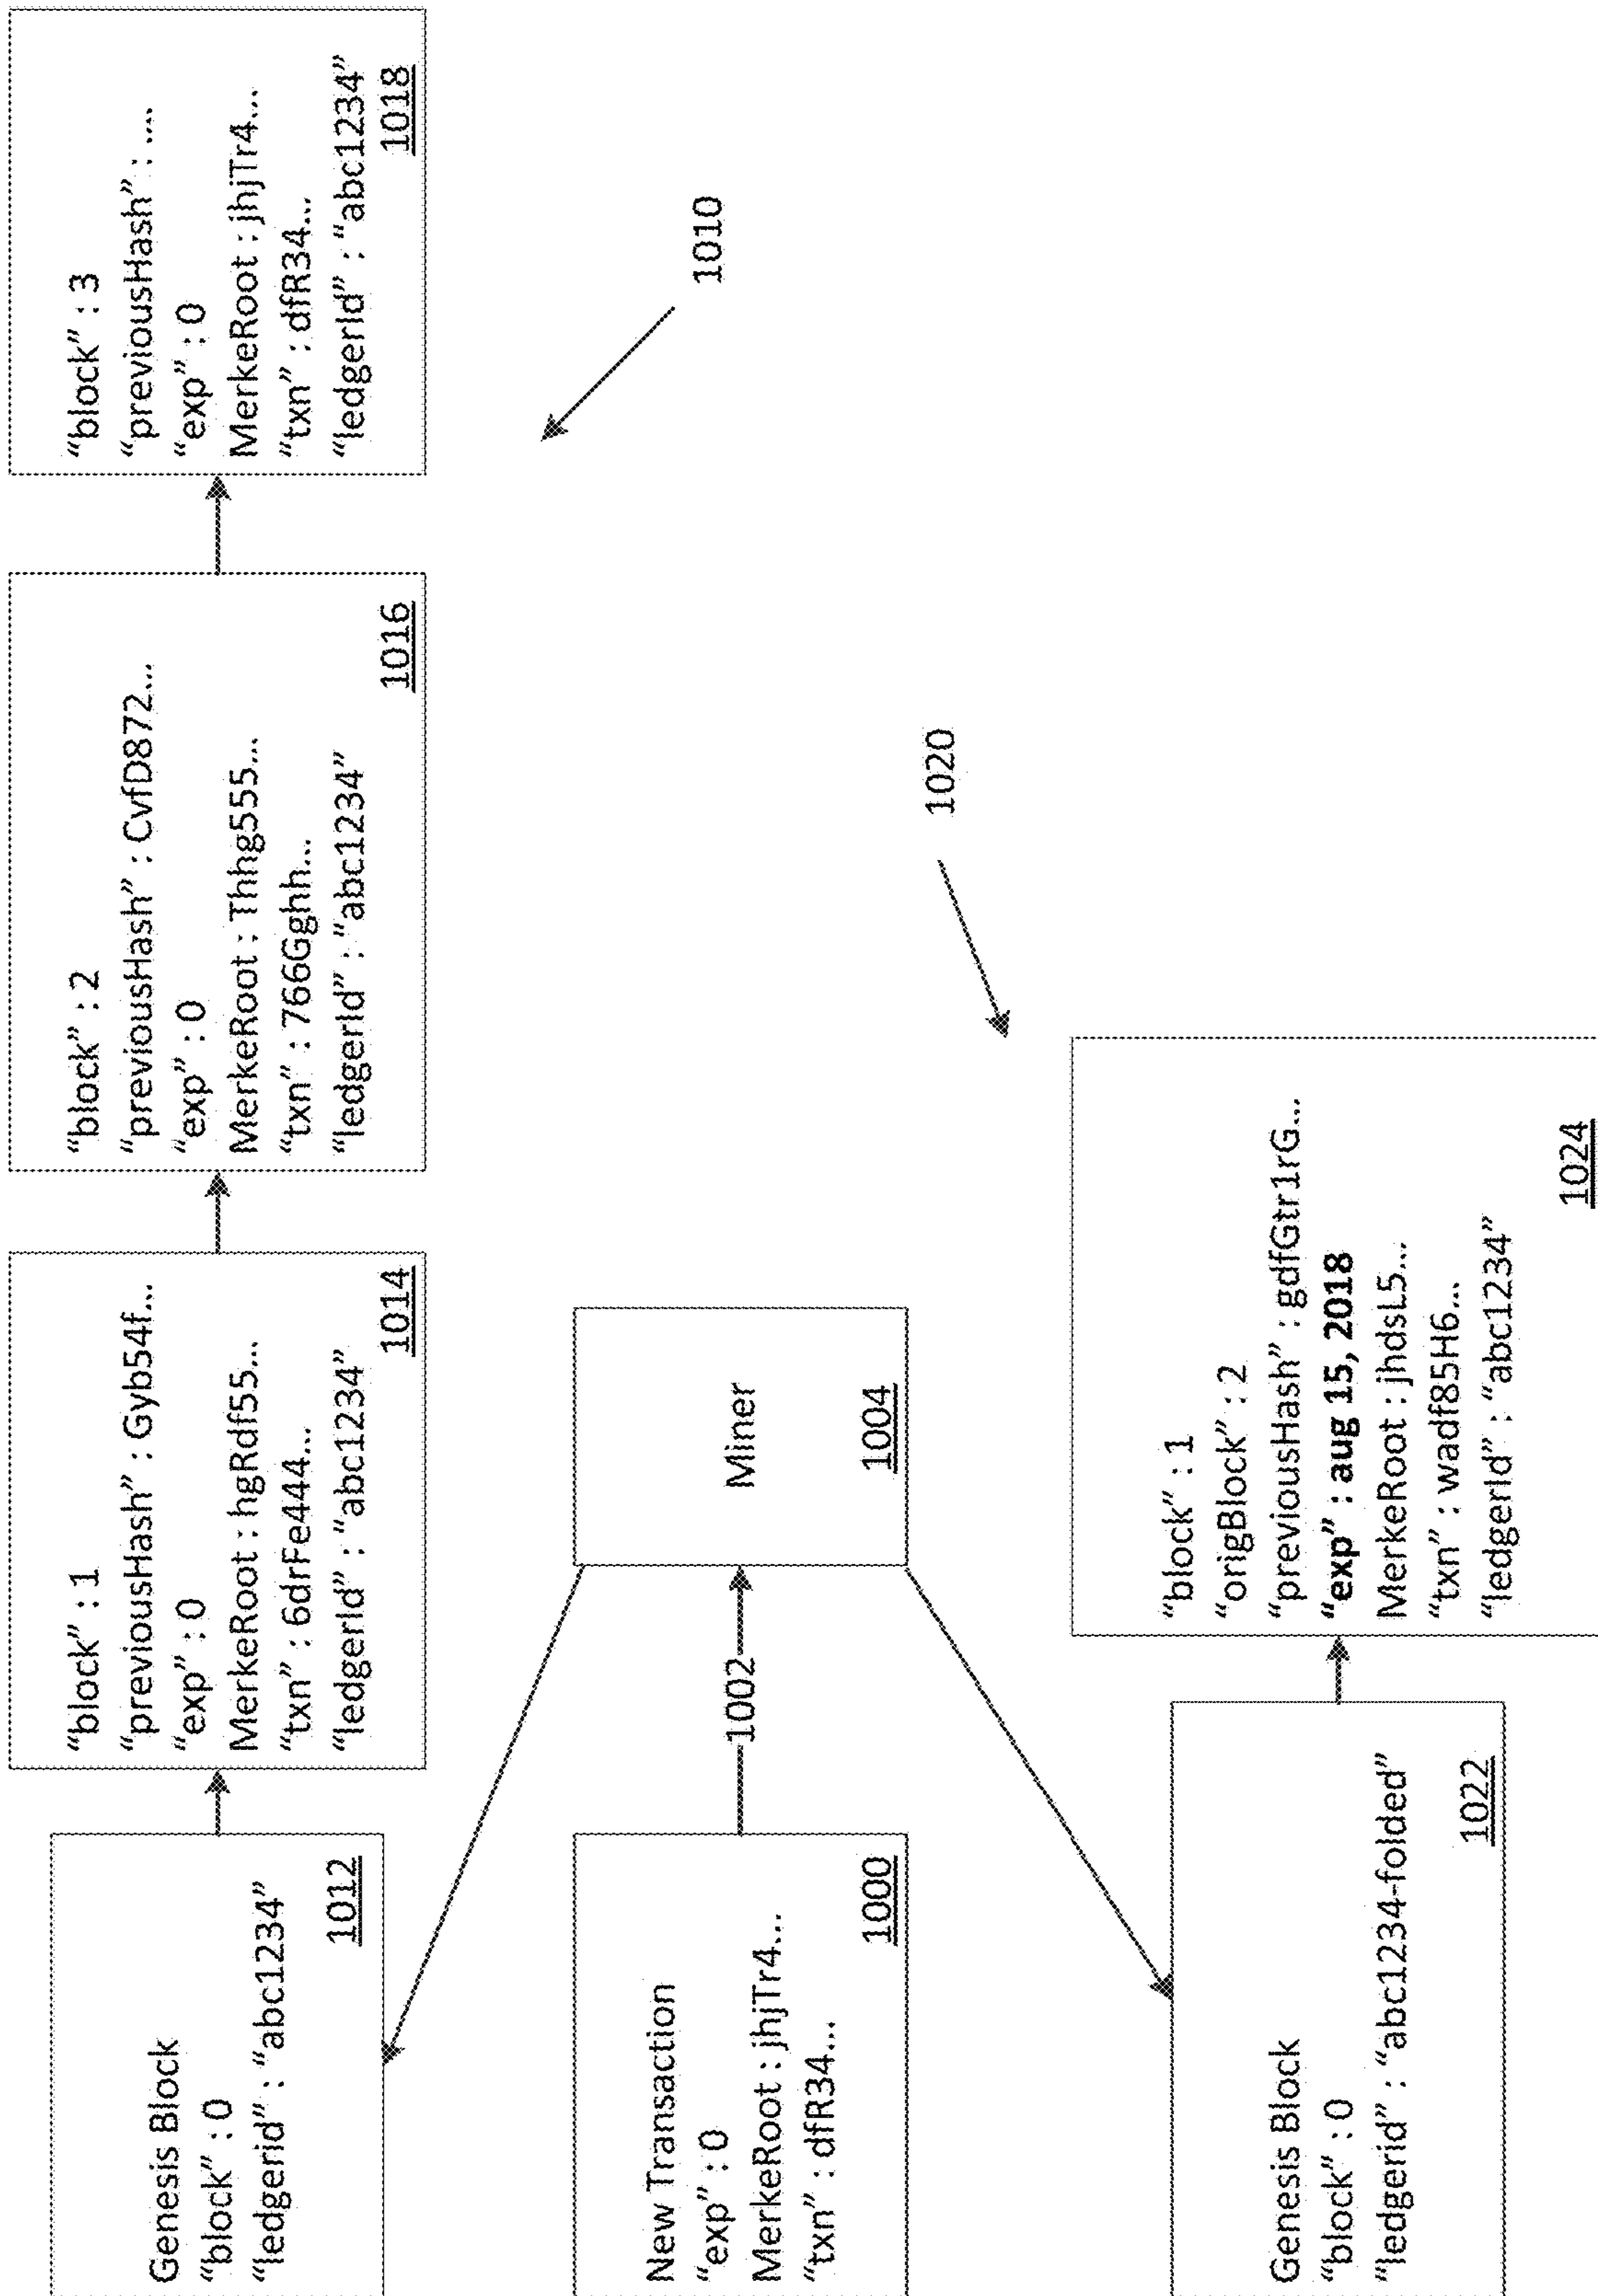 Genesis Block
“block” : 0
“ledgerid” : “abc1234”
1012
“block” : 1
“previousHash” : Gyb54f...
“exp” : 0
MerkeRoot : hgRdf55...
“txn” : 6drFe444...
“ledgerId” : “abc1234”
1014
“block” : 2
“previousHash” : CvfD872...
“exp” : 0
MerkeRoot : Thhg555...
“txn” : 766Gghh...
“ledgerId” : “abc1234”
1016
“block” : 3
“previousHash” : ....
“exp” : 0
MerkeRoot : jhjTr4...
“txn” : dfR34...
“ledgerId” : “abc1234”
1018
1010
New Transaction
“exp” : 0
MerkeRoot : jhjTr4...
“txn” : dfR34...
1000
1002
Miner
1004
1020
Genesis Block
“block” : 0
“ledgerid” : “abc1234-folded”
1022
“block” : 1
“origBlock” : 2
“previousHash” : gdfGtr1rG...
“exp” : aug 15, 2018
MerkeRoot : jhdsL5...
“txn” : wadf85H6...
“ledgerId” : “abc1234”
1024